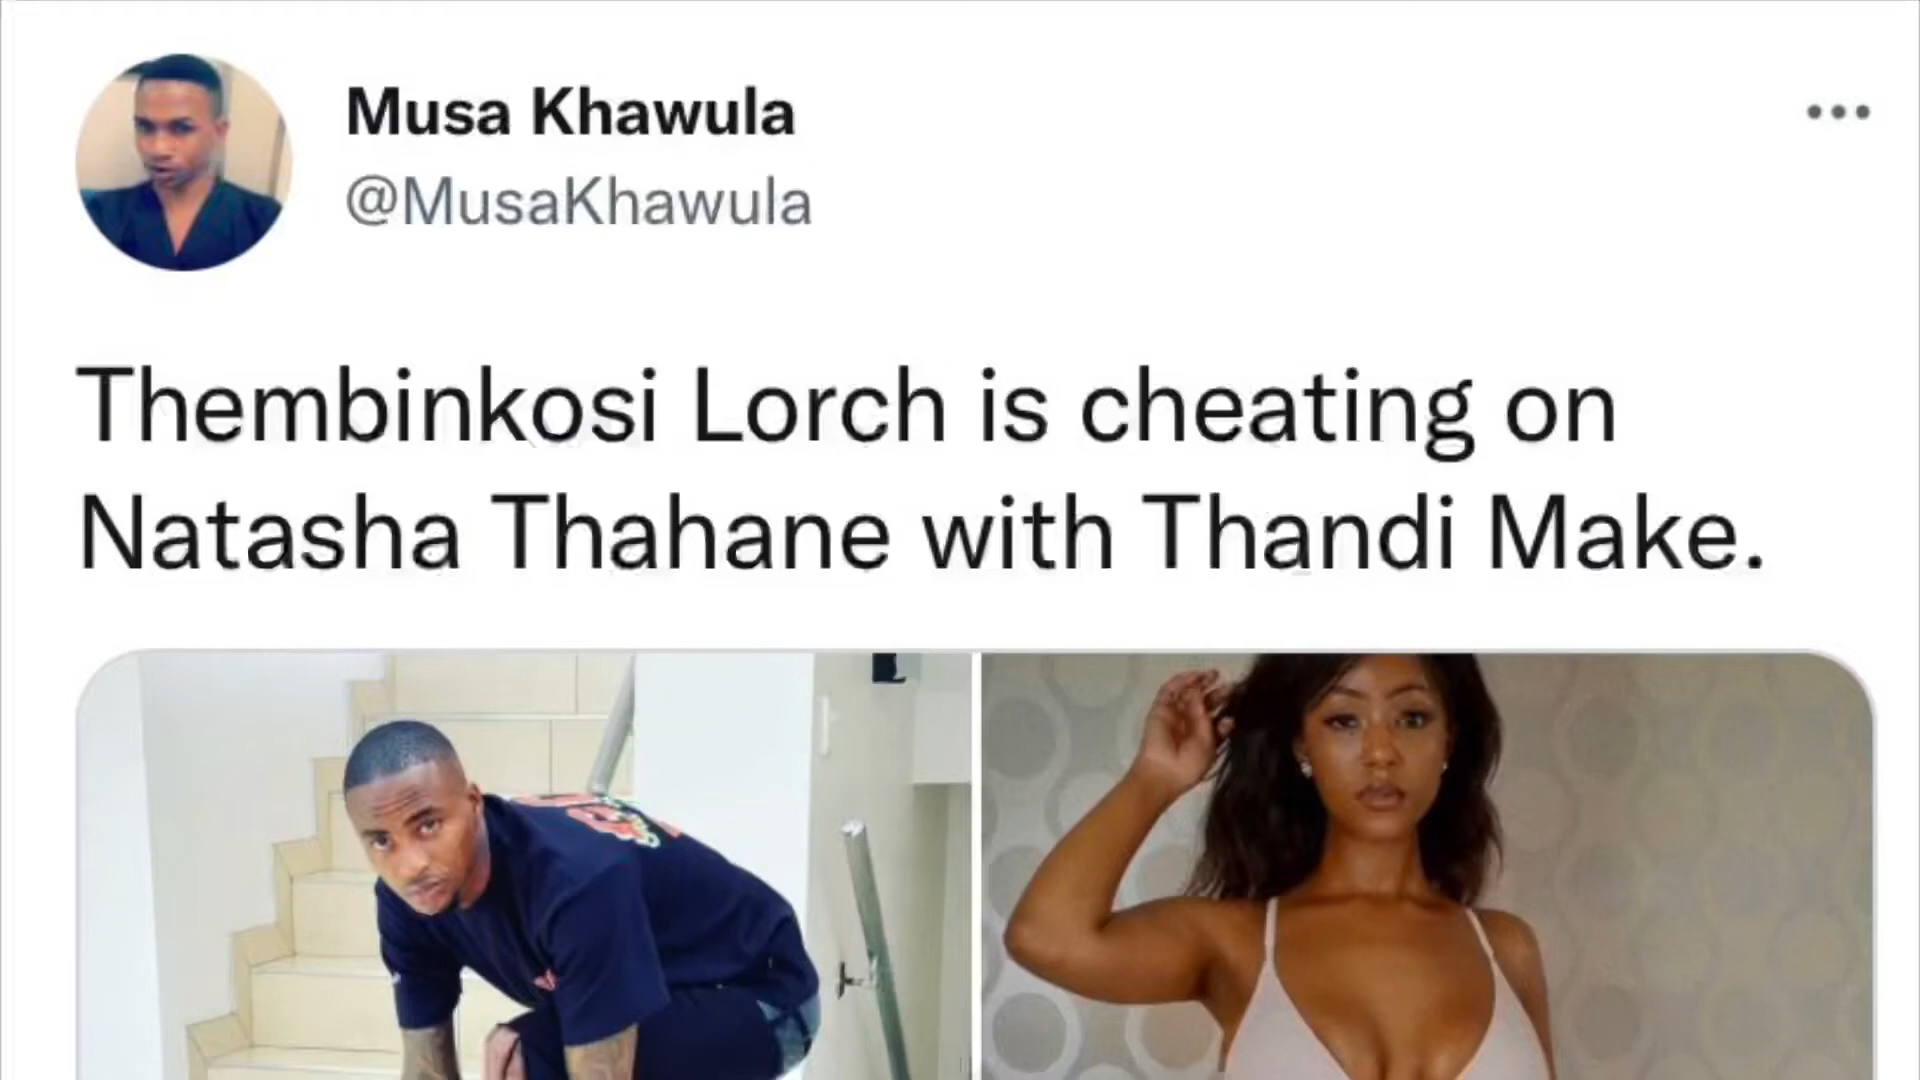 Musa Khawula
@MusaKhawula
Thembinkosi Lorch is cheating on
Natasha Thahane with Thandi Make.